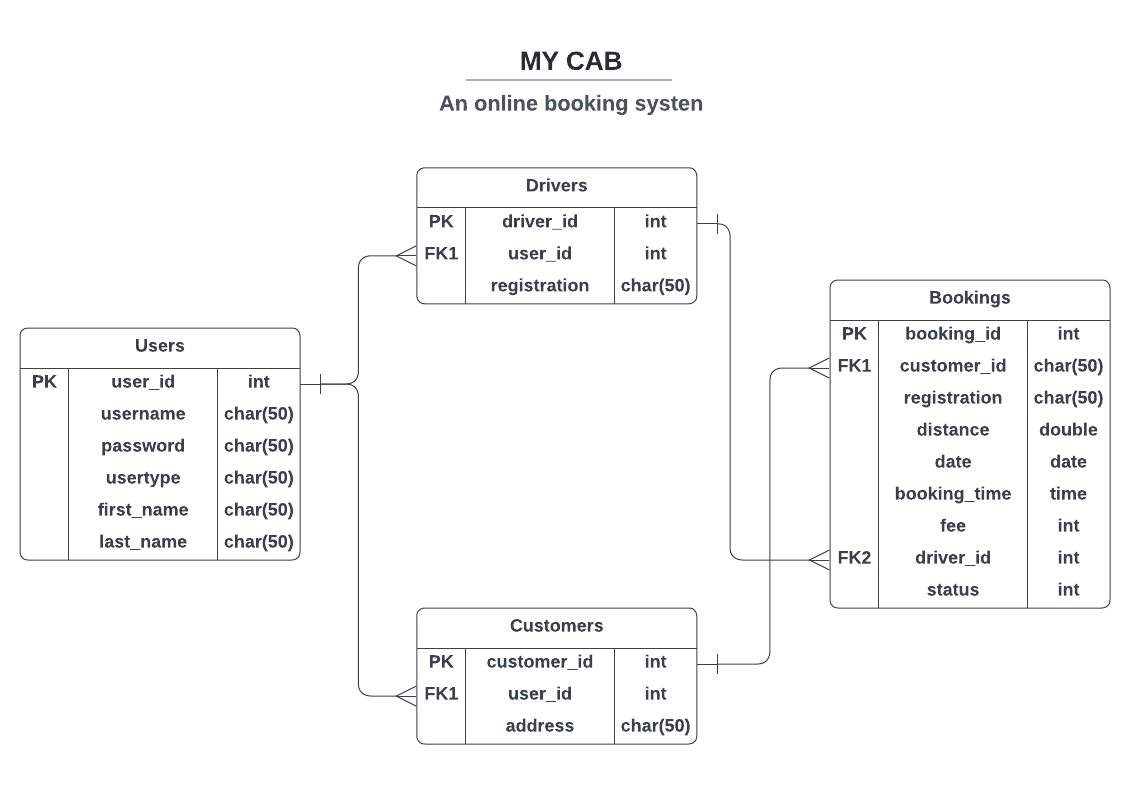 MY CAB
An online booking systen
Drivers
PK driver_id int
FK1 user_id int
registration char(50)
Bookings
PK booking_id int
FK1 customer_id char(50)
registration char(50)
distance double
date date
booking_time time
fee int
FK2 driver_id int
status int
Users
PK user_id int
username char(50)
password char(50)
usertype char(50)
first_name char(50)
last_name char(50)
Customers
PK customer_id int
FK1 user_id int
address char(50)